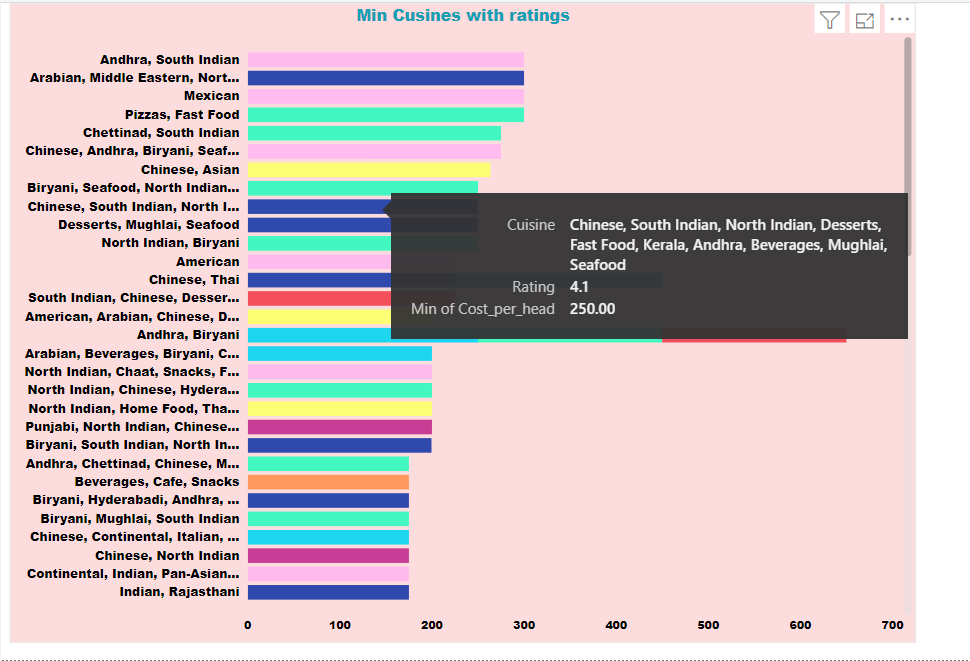 Min Cusines with ratings
Andhra, South Indian
Arabian, Middle Eastern, Nort...
Mexican
Pizzas, Fast Food
Chettinad, South Indian
Chinese, Andhra, Biryani, Seaf...
Chinese, Asian
Biryani, Seafood, North Indian...
Chinese, South Indian, North I...
Desserts, Mughlai, Seafood
North Indian, Biryani
American
Chinese, Thai
South Indian, Chinese, Desser...
American, Arabian, Chinese, D...
Andhra, Biryani
Arabian, Beverages, Biryani, C...
North Indian, Chaat, Snacks, F...
North Indian, Chinese, Hydera...
North Indian, Home Food, Tha...
Punjabi, North Indian, Chinese...
Biryani, South Indian, North In...
Andhra, Chettinad, Chinese, M...
Beverages, Cafe, Snacks
Biryani, Hyderabadi, Andhra, ...
Biryani, Mughlai, South Indian
Chinese, Continental, Italian, ...
Chinese, North Indian
Continental, Indian, Pan-Asian...
Indian, Rajasthani
0 100 200 300 400 500 600 700
Cuisine Chinese, South Indian, North Indian, Desserts,
Fast Food, Kerala, Andhra, Beverages, Mughlai,
Seafood
Rating 4.1
Min of Cost_per_head 250.00